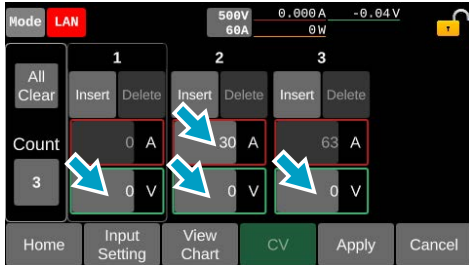 Mode LAN 500V 60A 0.000A -0.04V
0W
1 2 3
All Clear
Insert Delete Insert Delete Insert Delete
Count 0 A 30 A 63 A
3 0 V 0 V 0 V
Home Input Setting View Chart CV Apply Cancel